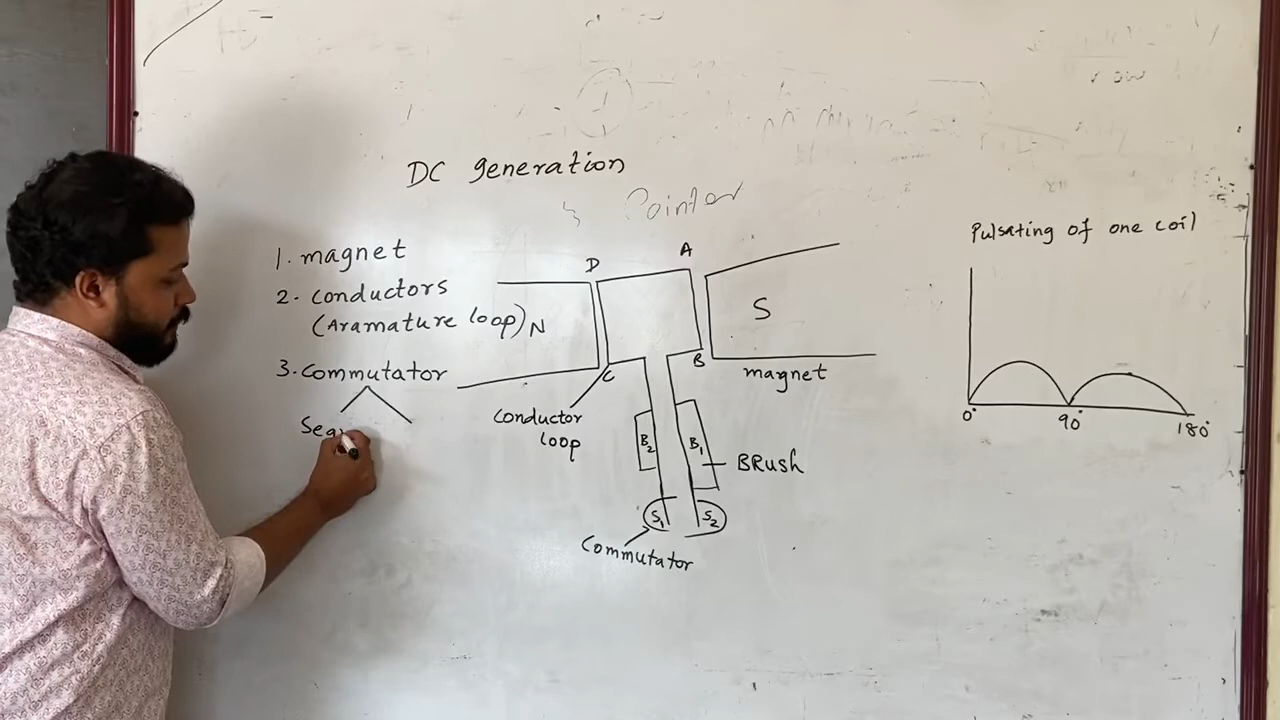 DC generation
Pointer
1. magnet
2. conductors
(Aramature loop)
3. commutator
Seg
D
A
N
S
C
B
magnet
conductor
loop
B2
B1
BRush
S1
S2
commutator
Pulsating of one coil
0°
90°
180°